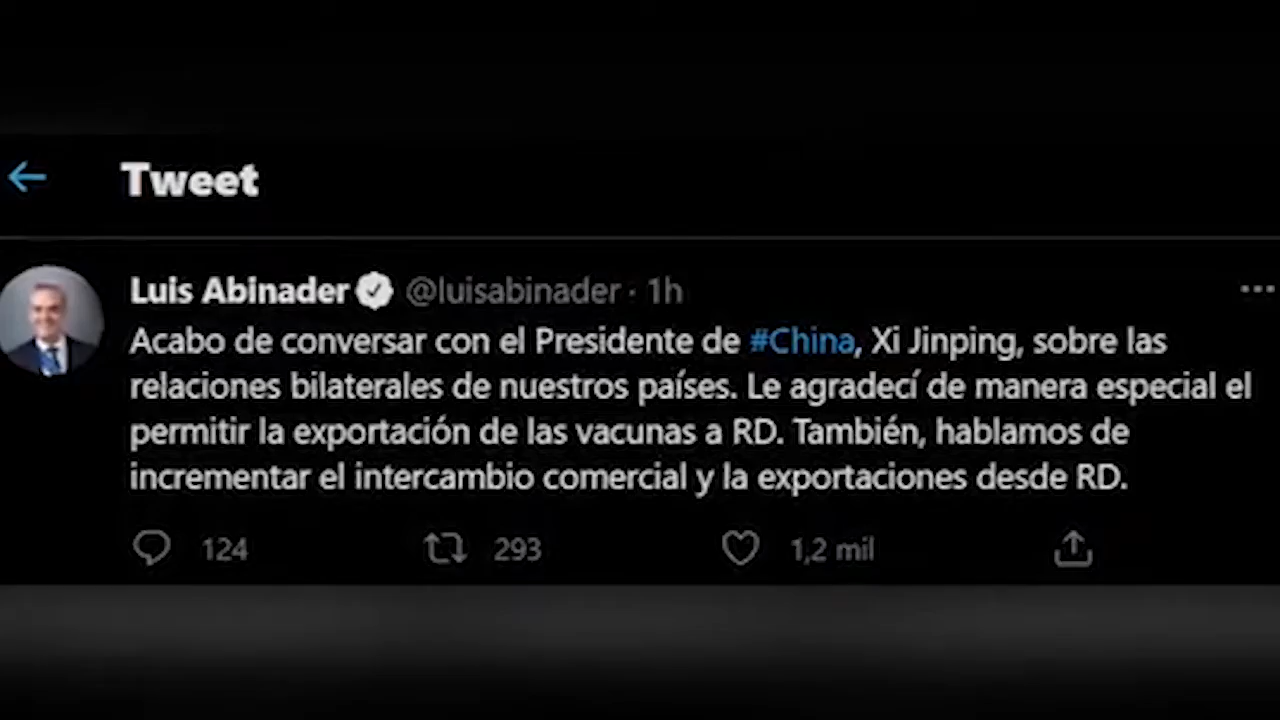 Tweet
Luis Abinader @luisabinader · 1h
Acabo de conversar con el Presidente de #China, Xi Jinping, sobre las
relaciones bilaterales de nuestros países. Le agradecí de manera especial el
permitir la exportación de las vacunas a RD. También, hablamos de
incrementar el intercambio comercial y la exportaciones desde RD.
124 293 1,2 mil